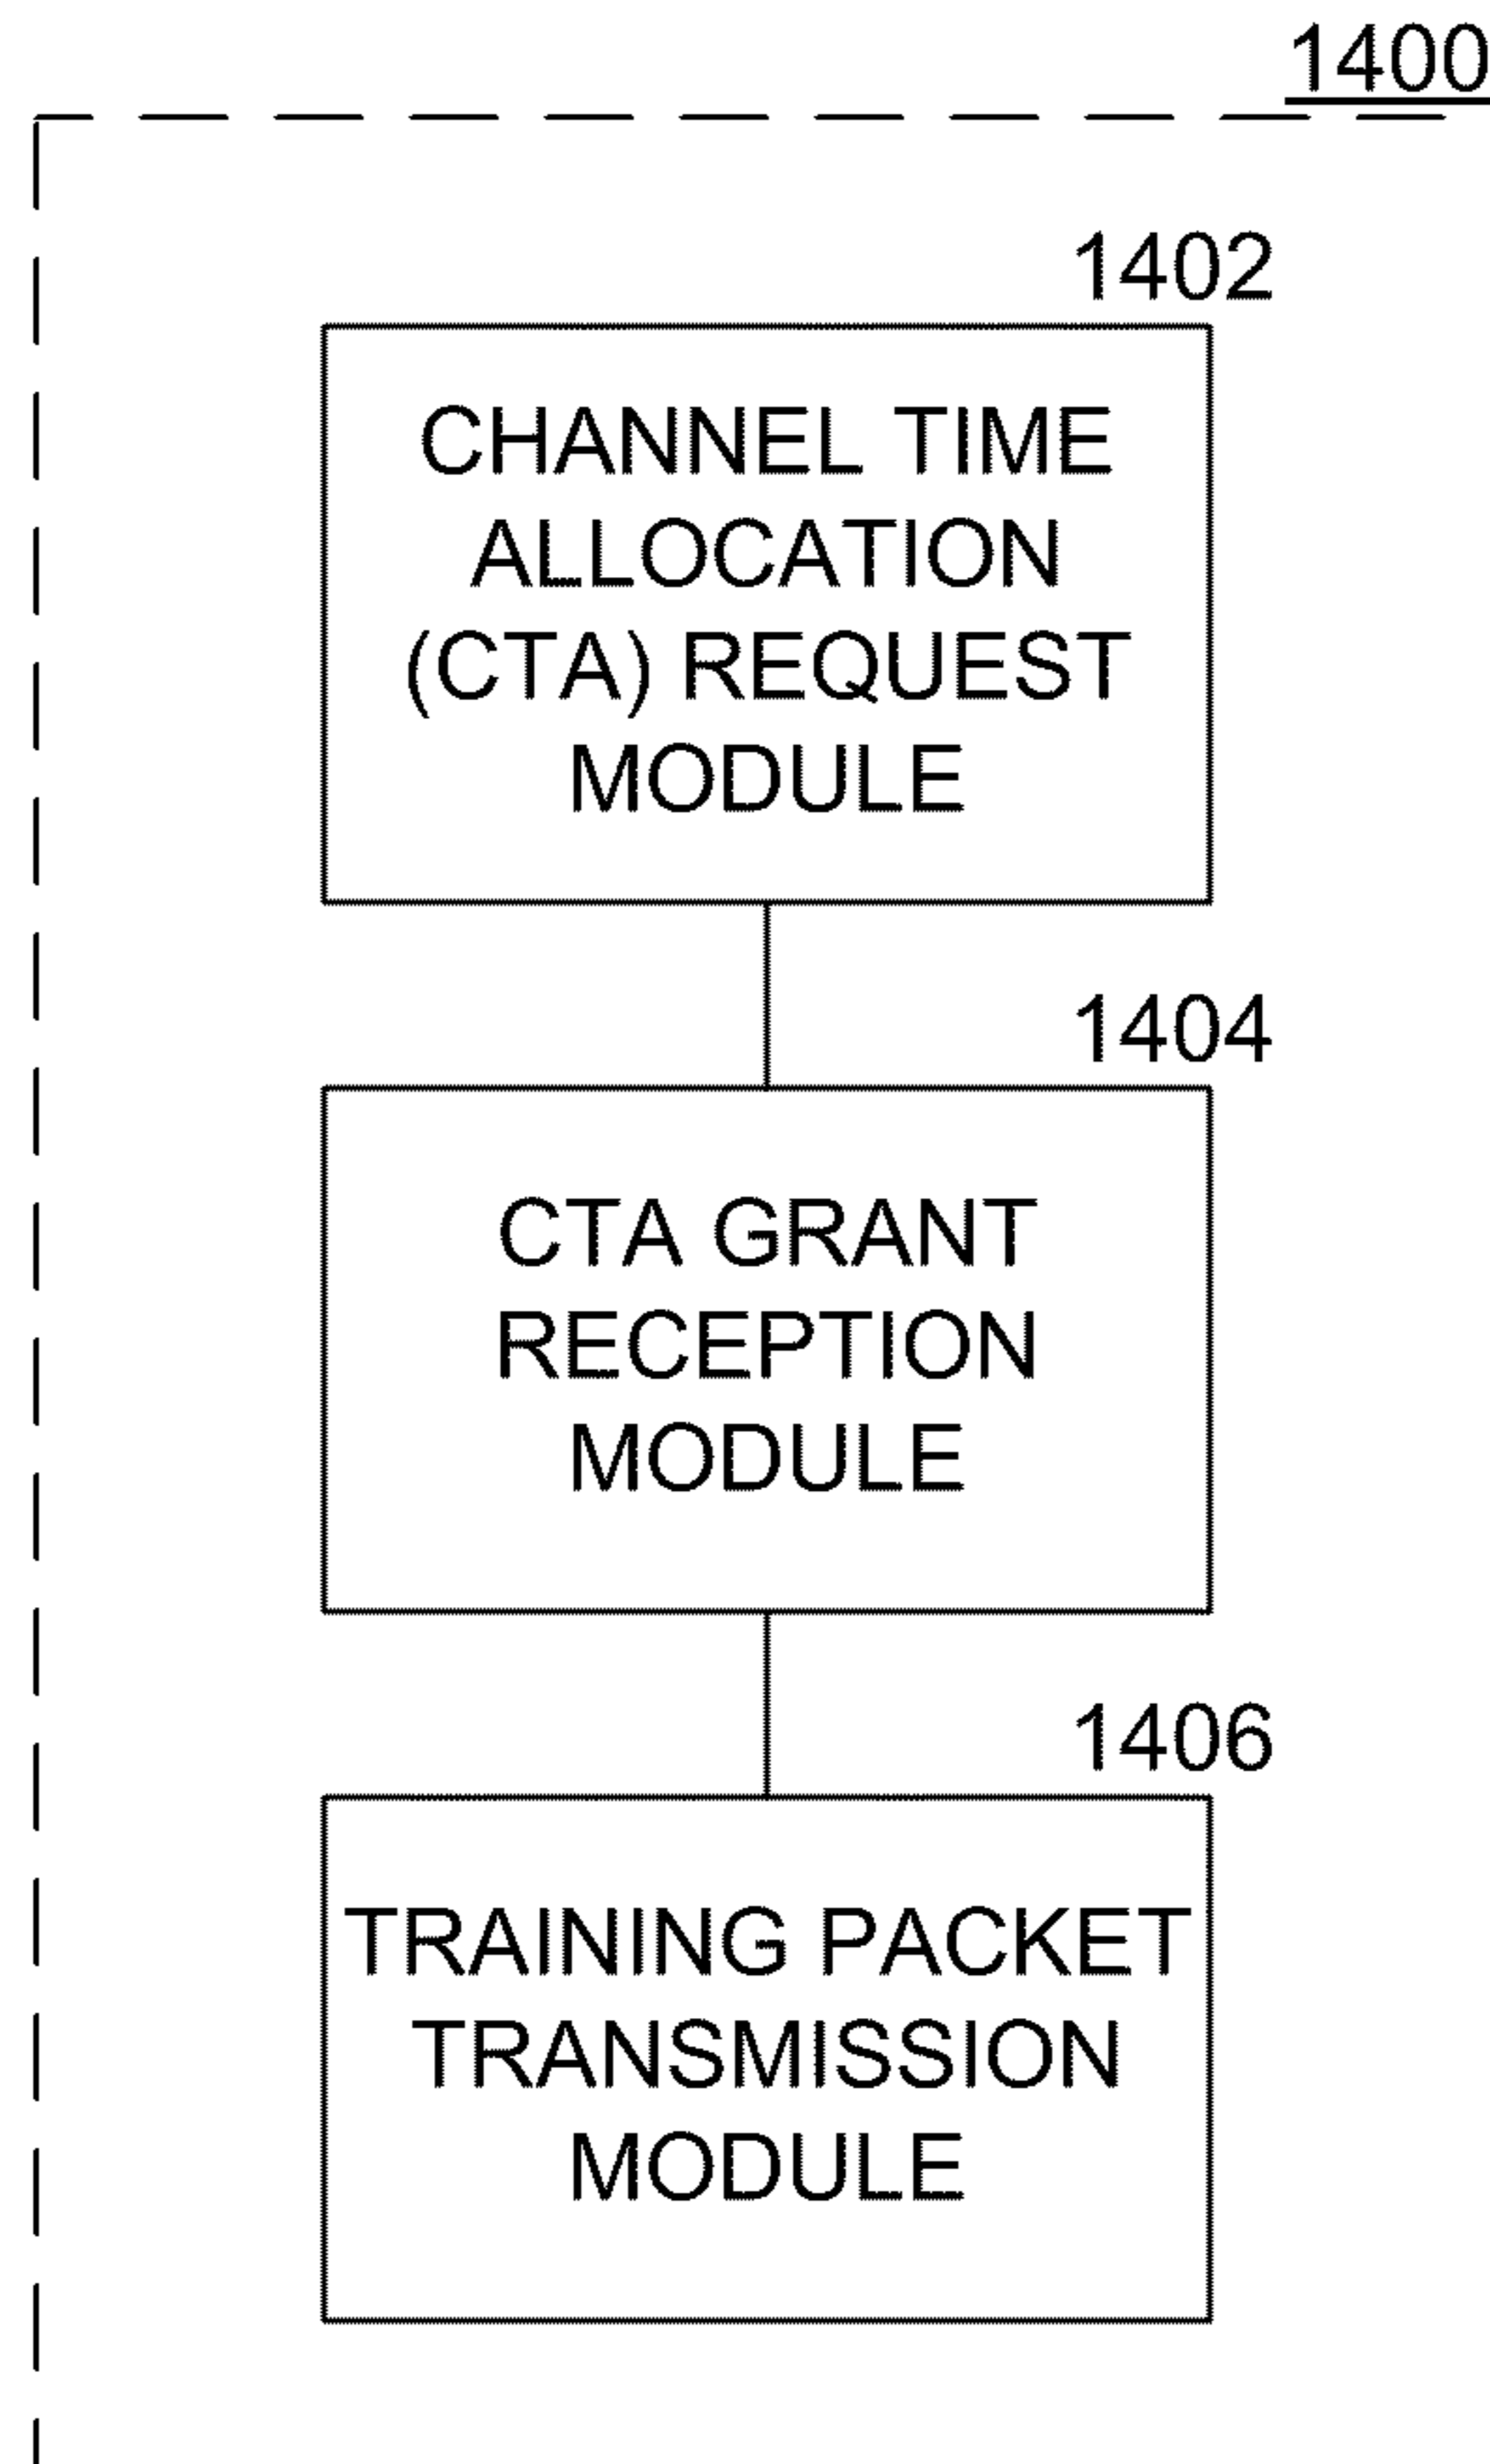 1400
1402
CHANNEL TIME
ALLOCATION
(CTA) REQUEST
MODULE
1404
CTA GRANT
RECEPTION
MODULE
1406
TRAINING PACKET
TRANSMISSION
MODULE